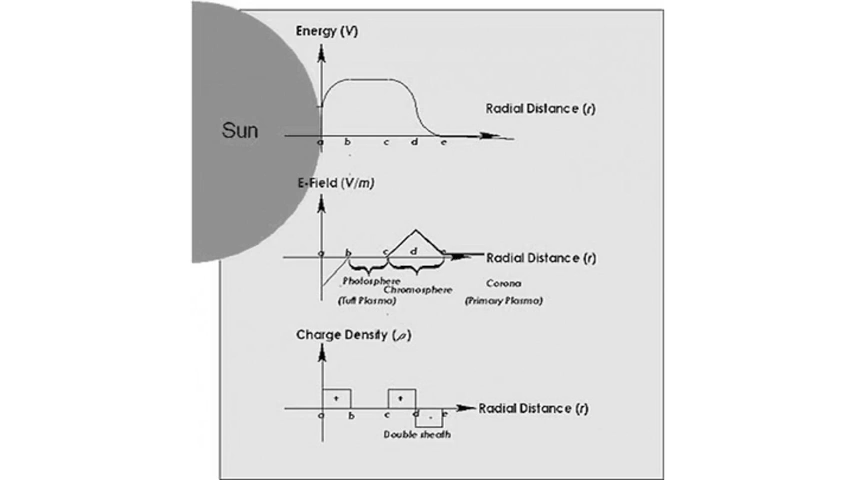 Energy (V)
Sun
Radial Distance (r)
a b c d e
E-Field (V/m)
a b c d e
Radial Distance (r)
Photosphere
Chromosphere
Corona
(Tuft Plasma)
(Primary Plasma)
Charge Density (ρ)
+ +
Radial Distance (r)
a b c d e
-
Double sheath